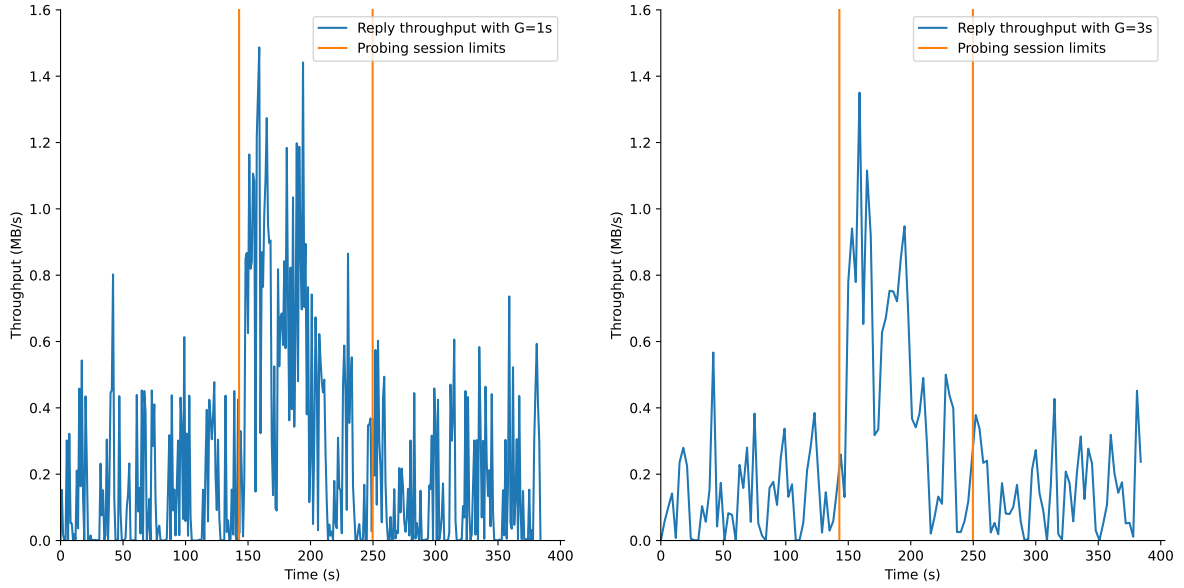 1.6
1.4
1.2
1.0
0.8
0.6
0.4
0.2
0.0
Throughput (MB/s)
0 50 100 150 200 250 300 350 400
Time (s)
Reply throughput with G=1s
Probing session limits
1.6
1.4
1.2
1.0
0.8
0.6
0.4
0.2
0.0
Throughput (MB/s)
0 50 100 150 200 250 300 350 400
Time (s)
Reply throughput with G=3s
Probing session limits